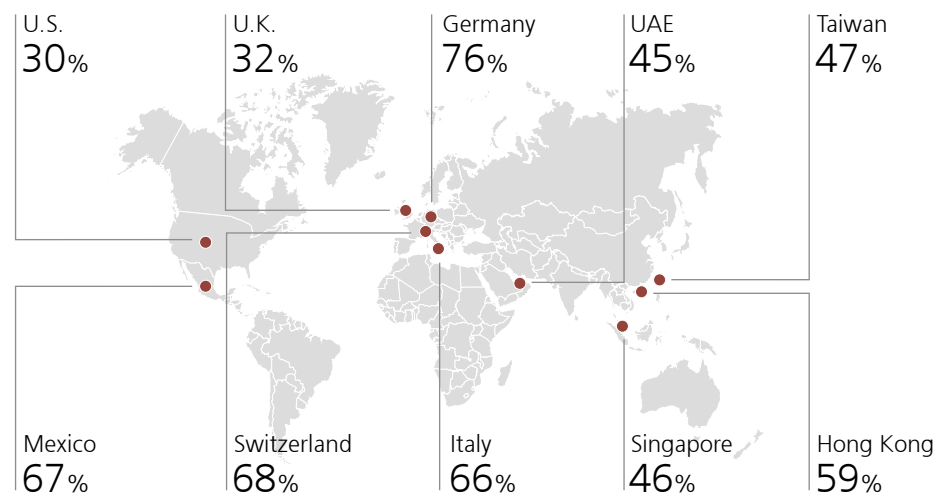 U.S.
30%
U.K.
32%
Germany
76%
UAE
45%
Taiwan
47%
Mexico
67%
Switzerland
68%
Italy
66%
Singapore
46%
Hong Kong
59%